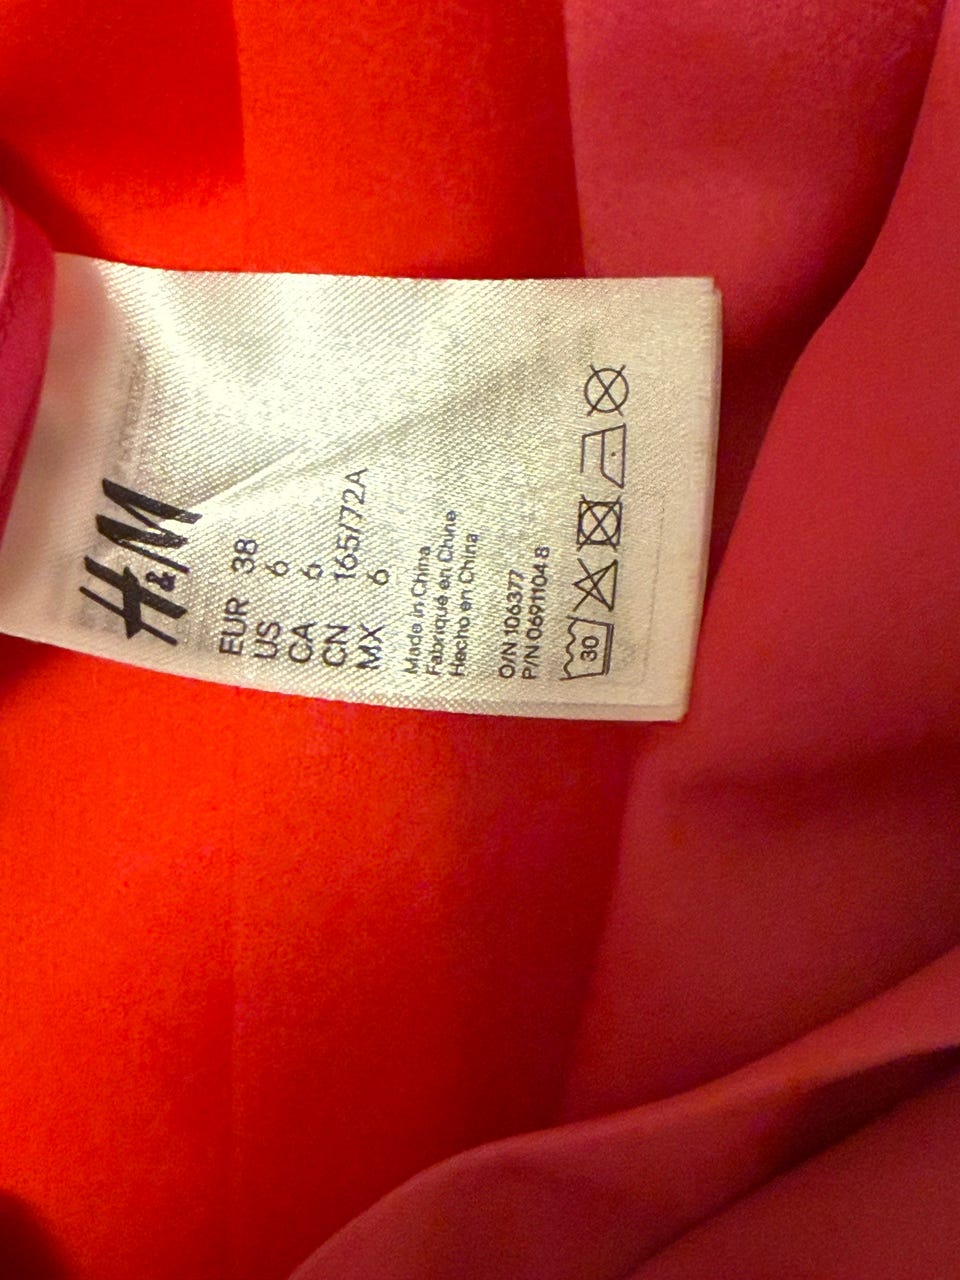 H&M
EUR 38
US 6
CA 6
CN 165/72A
MX 6
Made in China
Fabriqué en Chine
Hecho en China
O/N 106377
P/N 0691104 8
30